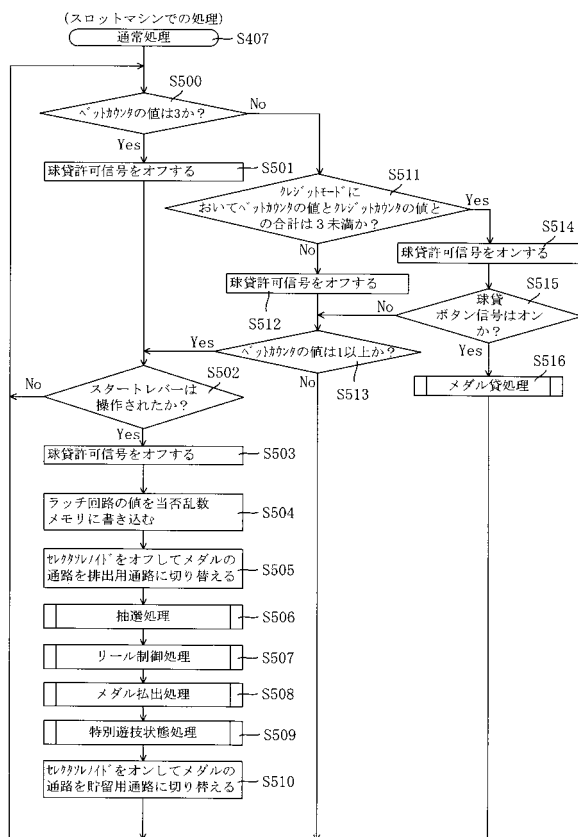 (スロットマシンでの処理)
通常処理
S407
S500
ベットカウンタの値は3か?
No
Yes
球貸許可信号をオフする
S501
S511
クレジットモードに
おいてベットカウンタの値とクレジットカウンタの値と
の合計は3未満か?
Yes
No
S514
球貸許可信号をオンする
球貸許可信号をオフする
S512
S515
球貸
ボタン信号はオン
か?
No
Yes
ベットカウンタの値は1以上か?
S513
Yes
No
S516
メダル貸処理
S502
スタートレバーは
操作されたか?
No
Yes
球貸許可信号をオフする
S503
ラッチ回路の値を当否乱数
メモリに書き込む
S504
セレクタソレノイドをオフしてメダルの
通路を排出用通路に切り替える
S505
抽選処理
S506
リール制御処理
S507
メダル払出処理
S508
特別遊技状態処理
S509
セレクタソレノイドをオンしてメダルの
通路を貯留用通路に切り替える
S510